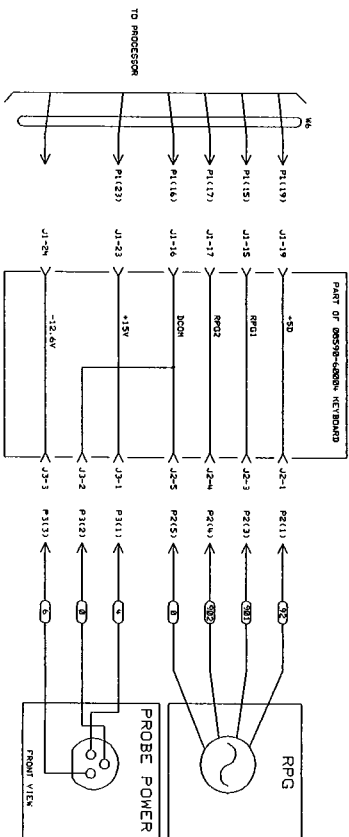 PART OF 08590-60004 KEYBOARD
W6
TO PROCESSOR
P1(19) J1-19 +5D J2-1 P2(1) 92
P1(15) J1-15 RPG1 J2-3 P2(3) 901
P1(17) J1-17 RPG2 J2-4 P2(4) 902
P1(16) J1-16 DCOM J2-5 P2(5) 0
RPG
P1(23) J1-23 +15V J3-1 P3(1) 4
J3-2 P3(2) 0
J1-24 -12.6V J3-3 P3(3) 6
PROBE POWER
FRONT VIEW